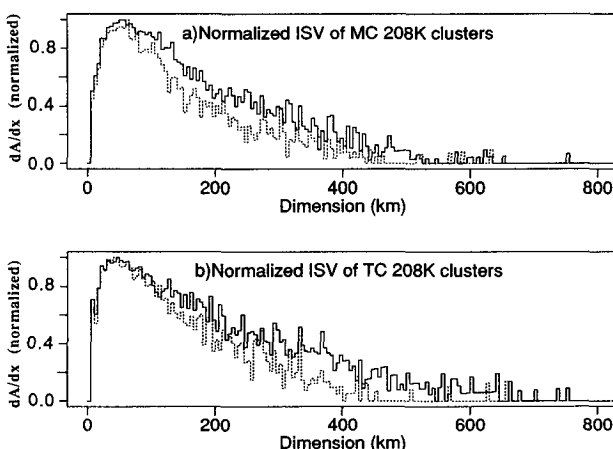 a)Normalized ISV of MC 208K clusters
dA/dx (normalized)
0.8
0.4
0.0
0 200 400 600 800
Dimension (km)
b)Normalized ISV of TC 208K clusters
dA/dx (normalized)
0.8
0.4
0.0
0 200 400 600 800
Dimension (km)